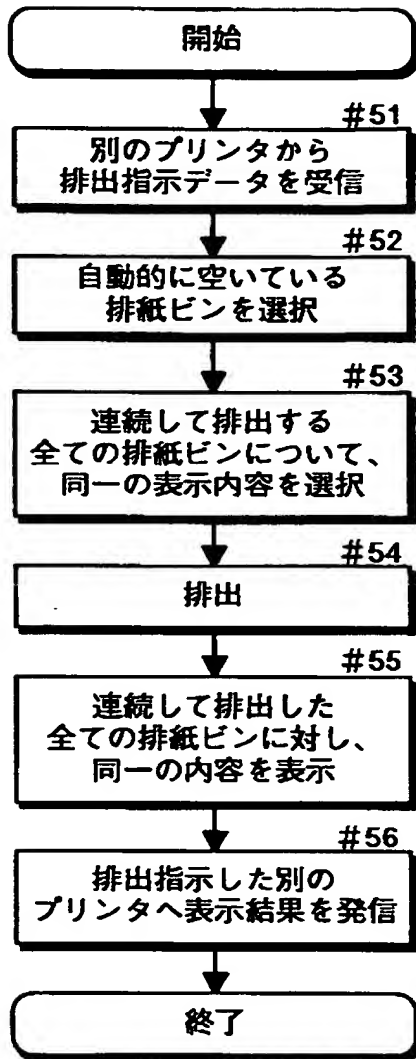 開始
#51
別のプリンタから
排出指示データを受信
#52
自動的に空いている
排紙ビンを選択
#53
連続して排出する
全ての排紙ビンについて、
同一の表示内容を選択
#54
排出
#55
連続して排出した
全ての排紙ビンに対し、
同一の内容を表示
#56
排出指示した別の
プリンタへ表示結果を発信
終了